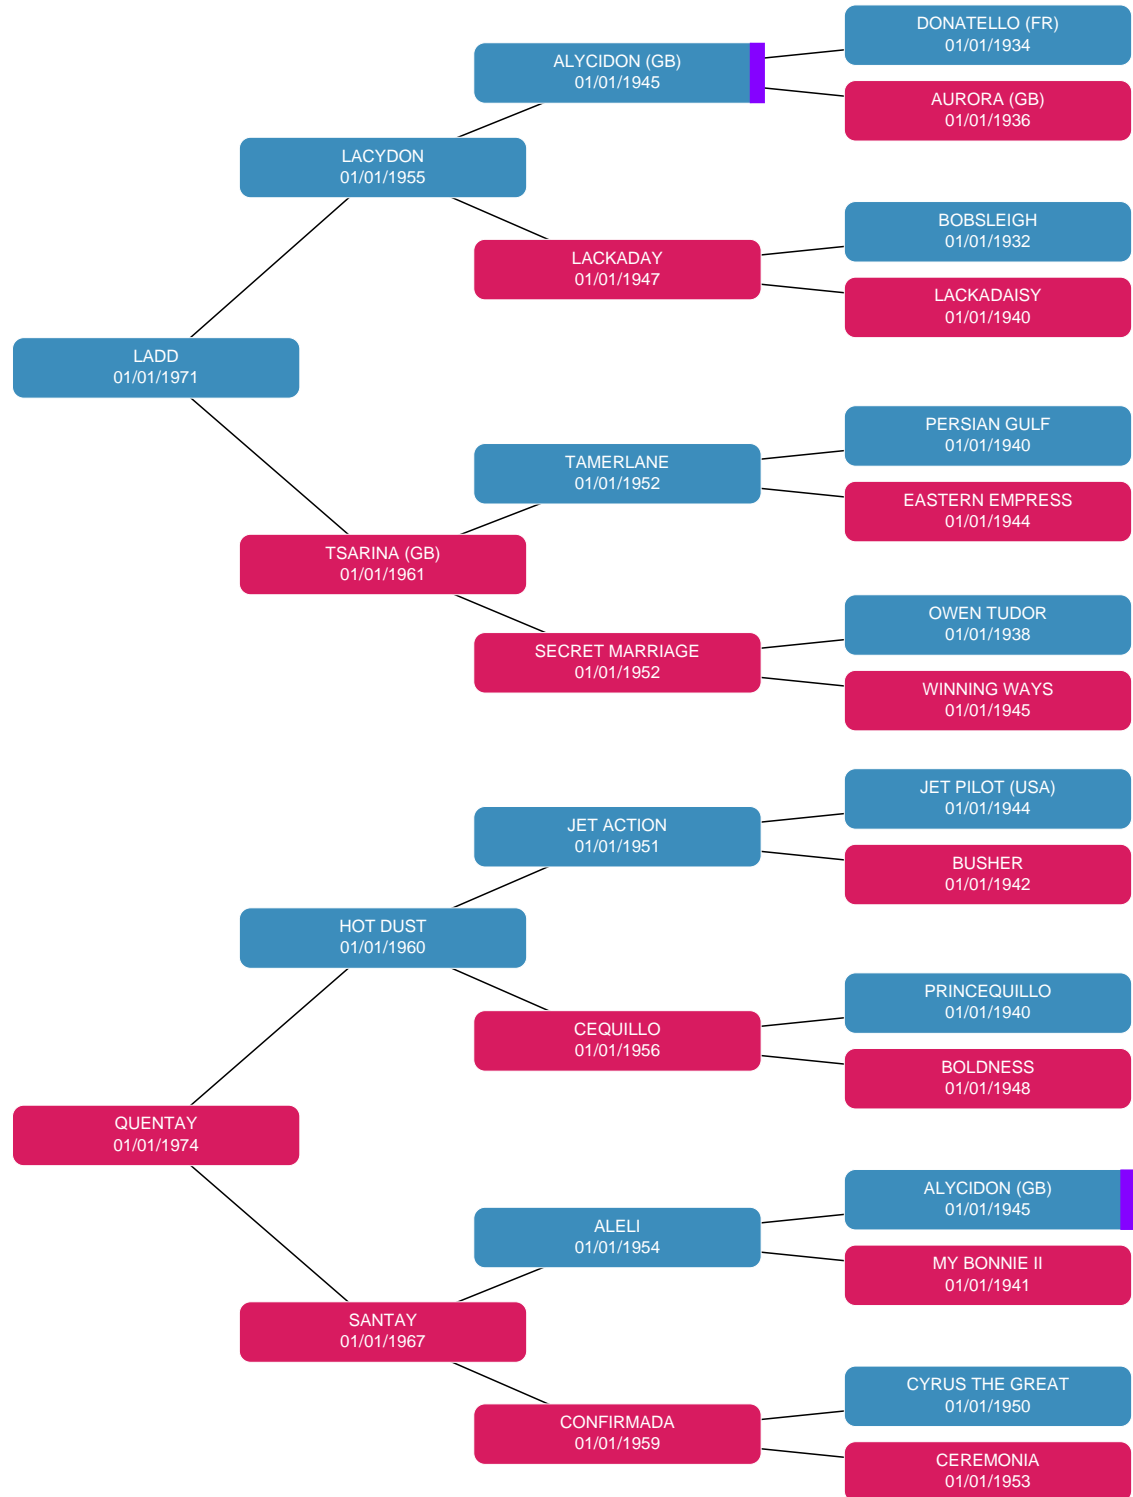 DONATELLO (FR)
01/01/1934
ALYCIDON (GB)
01/01/1945
AURORA (GB)
01/01/1936
LACYDON
01/01/1955
BOBSLEIGH
01/01/1932
LACKADAY
01/01/1947
LACKADAISY
01/01/1940
LADD
01/01/1971
PERSIAN GULF
01/01/1940
TAMERLANE
01/01/1952
EASTERN EMPRESS
01/01/1944
TSARINA (GB)
01/01/1961
OWEN TUDOR
01/01/1938
SECRET MARRIAGE
01/01/1952
WINNING WAYS
01/01/1945
JET PILOT (USA)
01/01/1944
JET ACTION
01/01/1951
BUSHER
01/01/1942
HOT DUST
01/01/1960
PRINCEQUILLO
01/01/1940
CEQUILLO
01/01/1956
BOLDNESS
01/01/1948
QUENTAY
01/01/1974
ALYCIDON (GB)
01/01/1945
ALELI
01/01/1954
MY BONNIE II
01/01/1941
SANTAY
01/01/1967
CYRUS THE GREAT
01/01/1950
CONFIRMADA
01/01/1959
CEREMONIA
01/01/1953